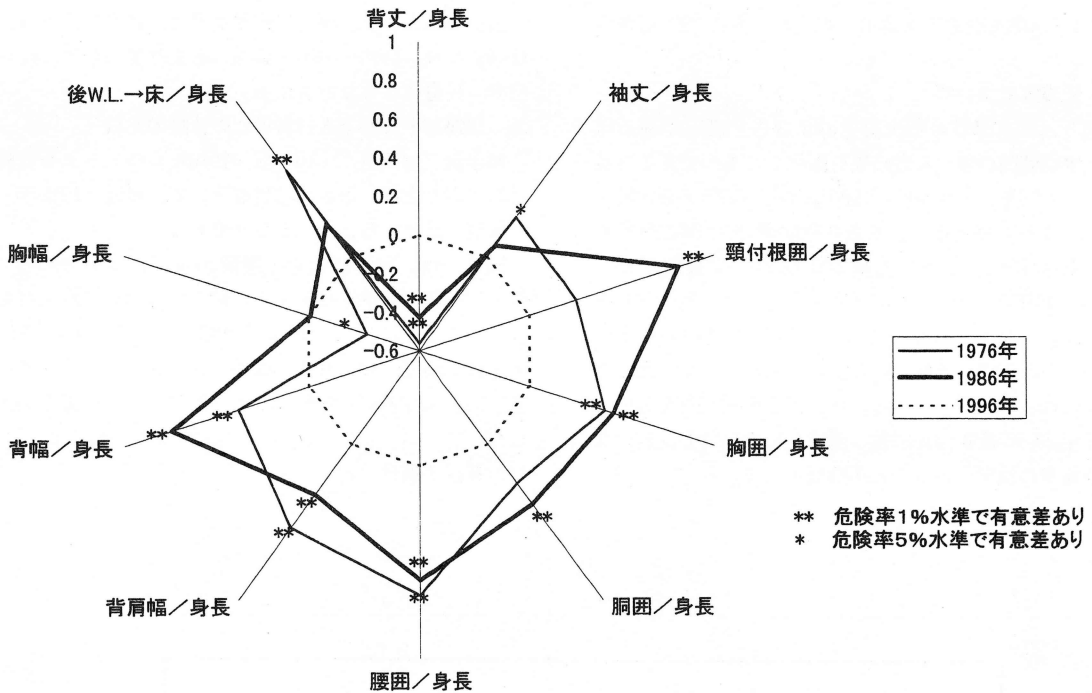 背丈／身長
1
0.8
0.6
0.4
0.2
0
-0.2
-0.4
-0.6
後W.L.→床／身長
**
袖丈／身長
*
頸付根囲／身長
**
胸幅／身長
*
**
**
1976年
1986年
1996年
**
**
胸囲／身長
背幅／身長
**
**
**
**
背肩幅／身長
**
**
腰囲／身長
**
**
胴囲／身長
** 危険率1%水準で有意差あり
* 危険率5%水準で有意差あり